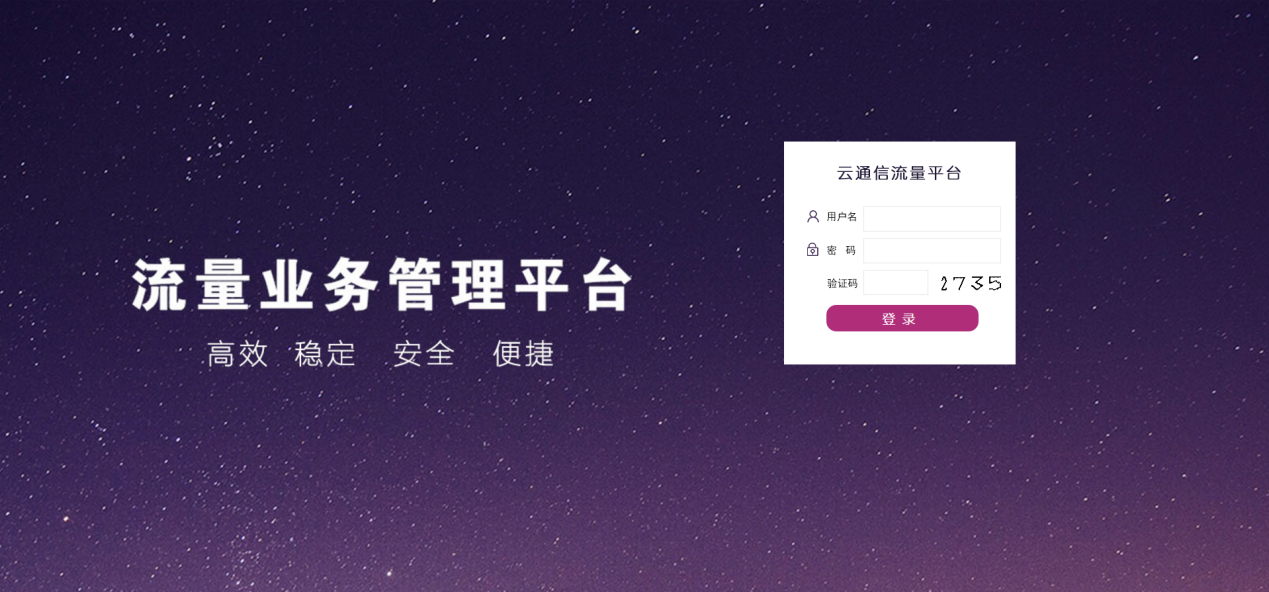 流量业务管理平台
高效 稳定 安全 便捷
云通信流量平台
用户名
密 码
验证码 2735
登 录